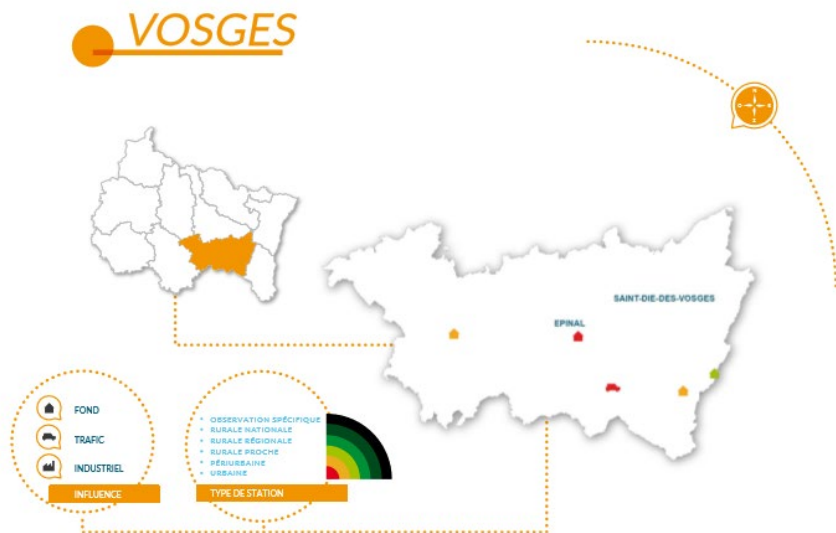 VOSGES
SAINT-DIE-DES-VOSGES
EPINAL
FOND
TRAFIC
INDUSTRIEL
INFLUENCE
• OBSERVATION SPÉCIFIQUE
• RURALE NATIONALE
• RURALE RÉGIONALE
• RURALE PROCHE
• PÉRIURBAINE
• URBAINE
TYPE DE STATION